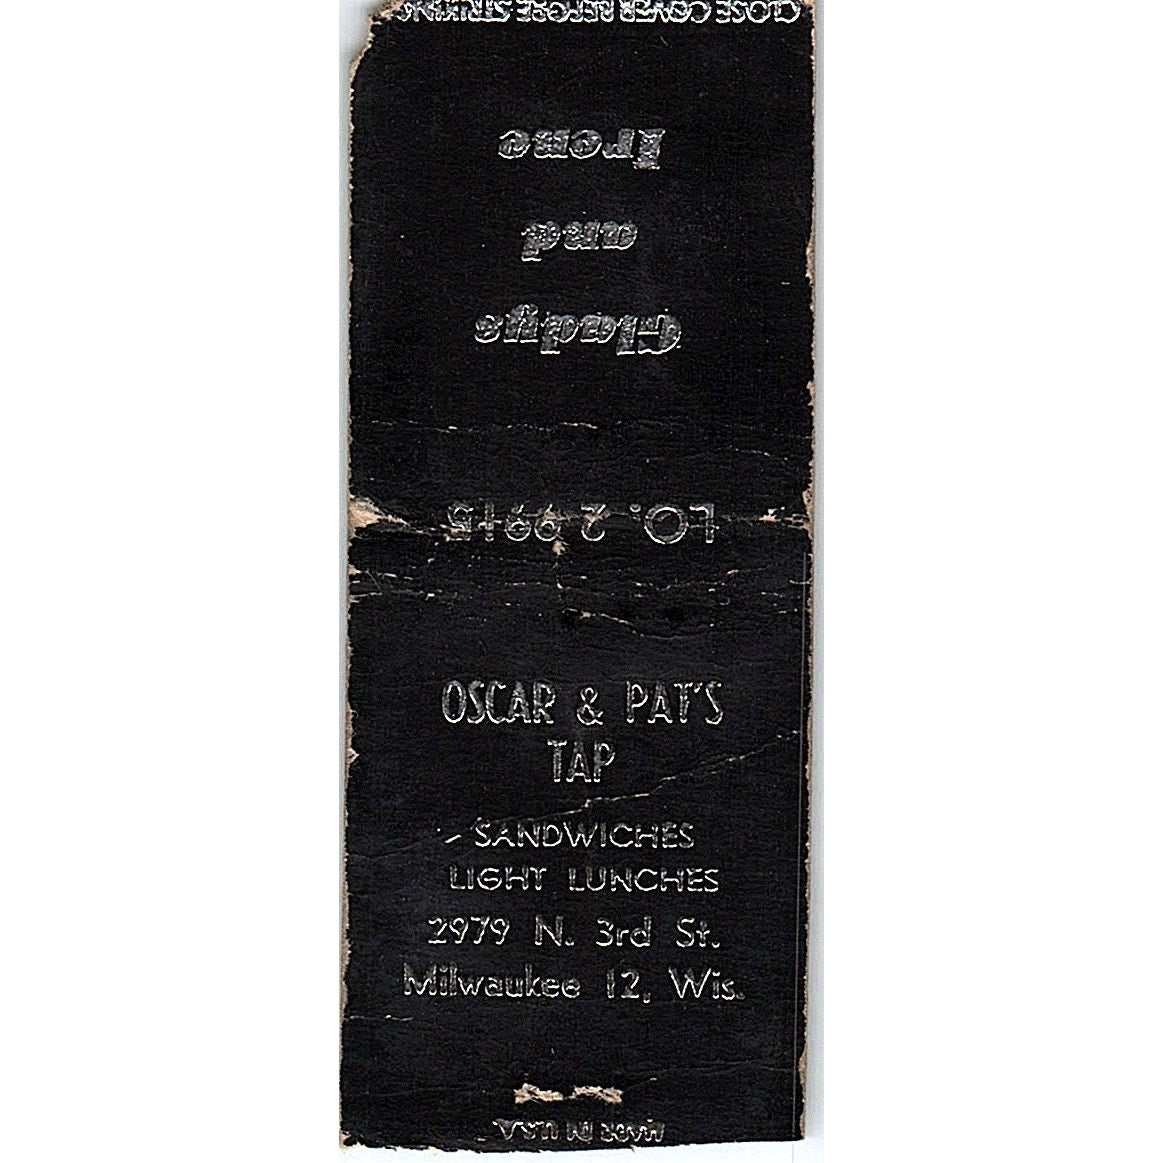 CLOSE COVER BEFORE STRIKING
Gladys
and
Irene
LO. 2
OSCAR & PAT'S
TAP
SANDWICHES
LIGHT LUNCHES
2979 N. 3rd St.
Milwaukee 12, Wis.
MADE IN U.S.A.